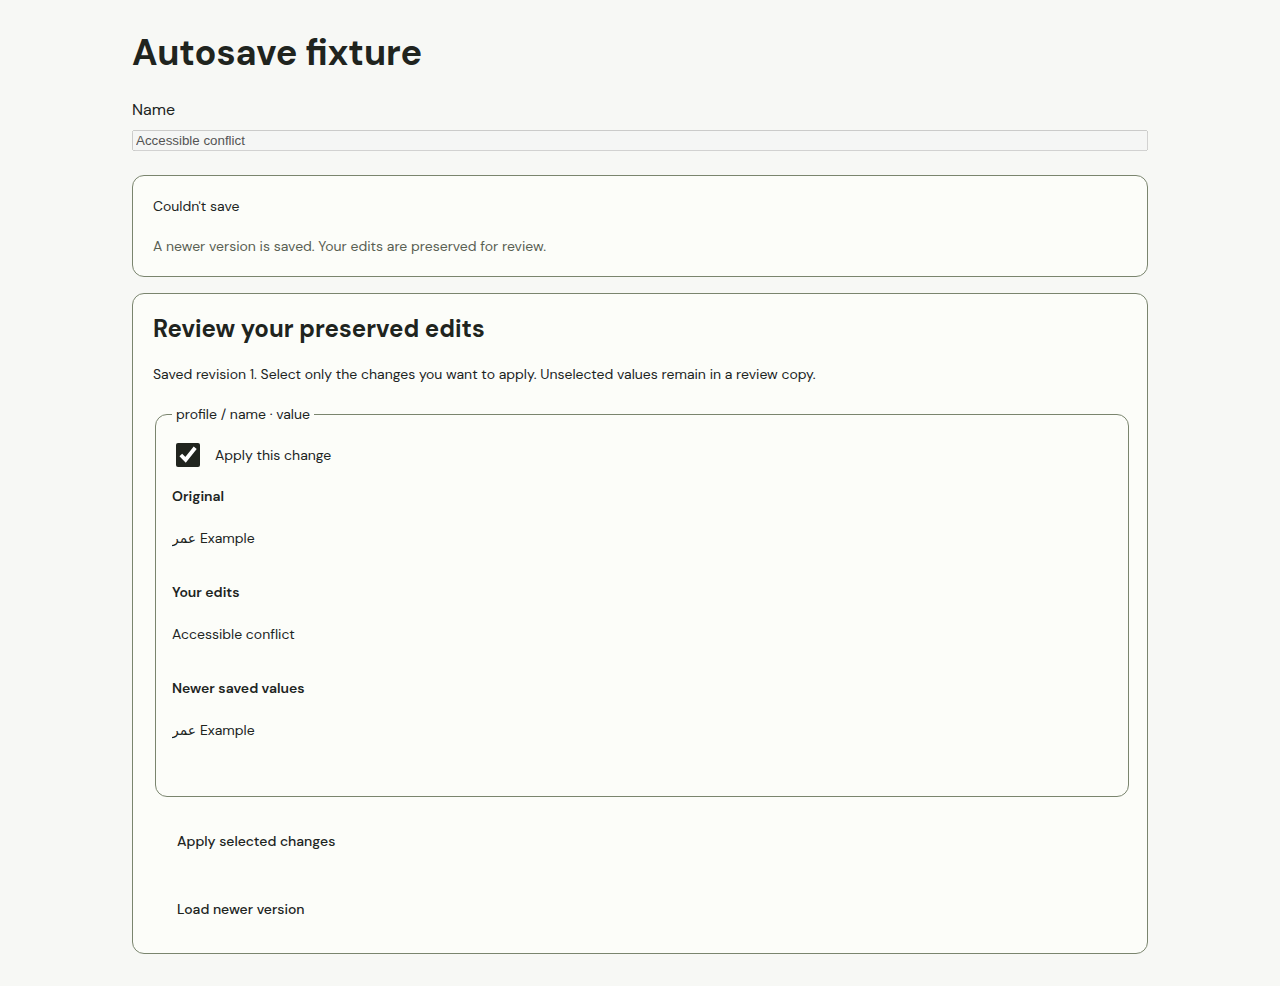 Autosave fixture
Name
Accessible conflict
Couldn't save
A newer version is saved. Your edits are preserved for review.
Review your preserved edits
Saved revision 1. Select only the changes you want to apply. Unselected values remain in a review copy.
profile / name · value
Apply this change
Original
عمر Example
Your edits
Accessible conflict
Newer saved values
عمر Example
Apply selected changes
Load newer version